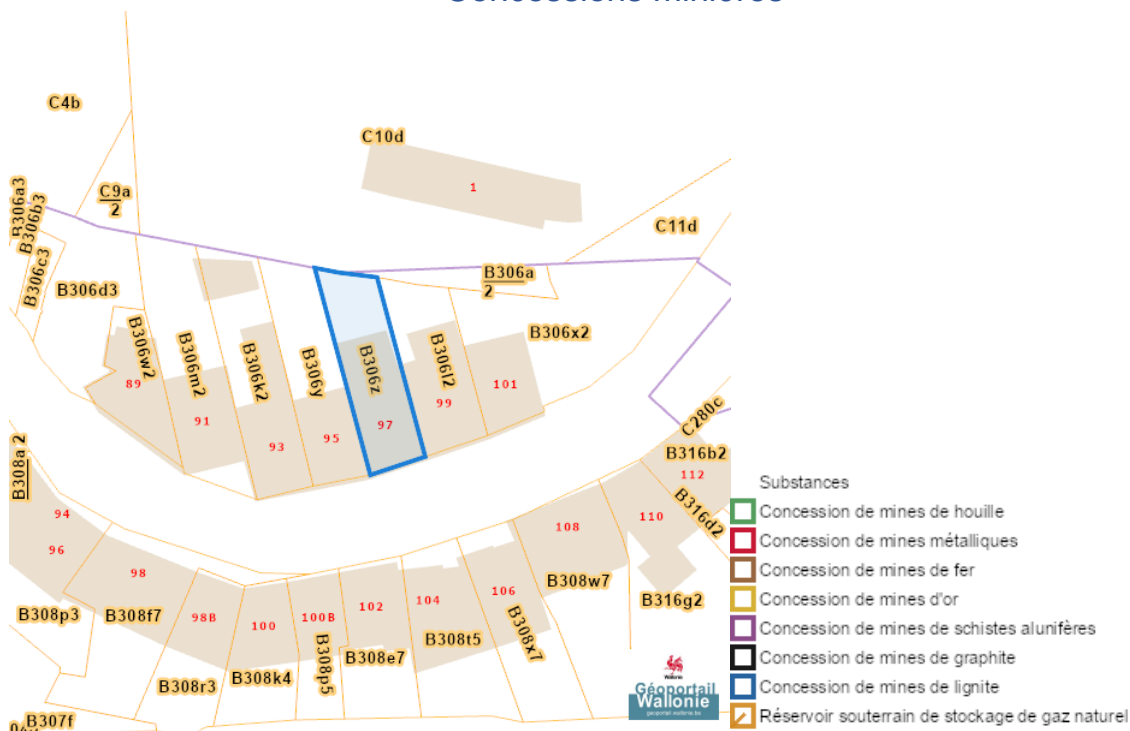 Concessions minières
C4b
C10d
1
B306a3
B306b3
C9a
2
C11d
B306c3
B306d3
B306a
2
B306w2
B306m2
B306k2
B306y
B306z
B306l2
B306x2
89
91
93
95
97
99
101
C280c
B316b2
112
B308a 2
94
96
98
98B
100
100B
102
104
106
108
110
B316d2
B308p3
B308f7
B308r3
B308k4
B308p5
B308e7
B308t5
B308x7
B308w7
B316g2
B307f
Wallonie
Géoportail
Wallonie
geoportail.wallonie.be
Substances
Concession de mines de houille
Concession de mines métalliques
Concession de mines de fer
Concession de mines d'or
Concession de mines de schistes alunifères
Concession de mines de graphite
Concession de mines de lignite
Réservoir souterrain de stockage de gaz naturel